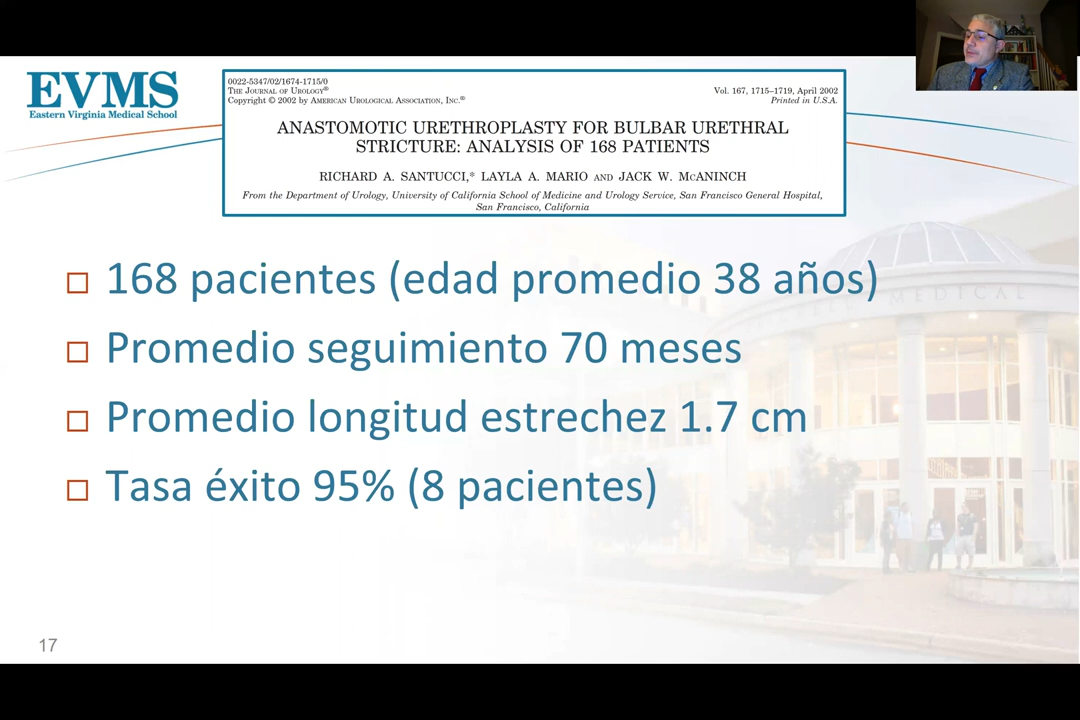 EVMS
Eastern Virginia Medical School
0022-5347/02/1674-1715/0
THE JOURNAL OF UROLOGY®
Copyright © 2002 by AMERICAN UROLOGICAL ASSOCIATION, INC.®
Vol. 167, 1715–1719, April 2002
Printed in U.S.A.
ANASTOMOTIC URETHROPLASTY FOR BULBAR URETHRAL
STRICTURE: ANALYSIS OF 168 PATIENTS
RICHARD A. SANTUCCI,* LAYLA A. MARIO AND JACK W. McANINCH
From the Department of Urology, University of California School of Medicine and Urology Service, San Francisco General Hospital,
San Francisco, California
168 pacientes (edad promedio 38 años)
MEDICAL
Promedio seguimiento 70 meses
Promedio longitud estrechez 1.7 cm
Tasa éxito 95% (8 pacientes)
17